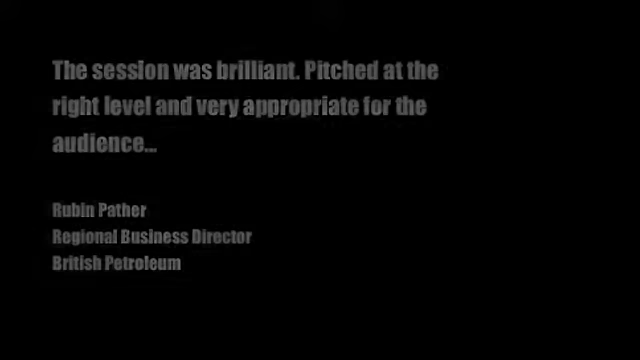 The session was brilliant. Pitched at the
right level and very appropriate for the
audience...
Rubin Pather
Regional Business Director
British Petroleum